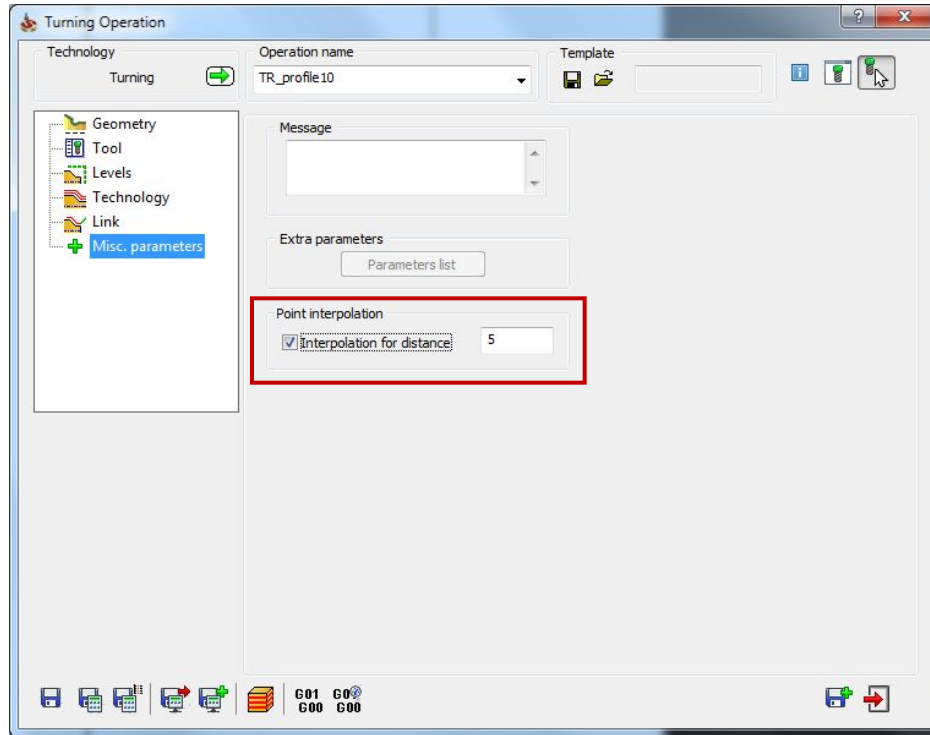 Turning Operation
? X
Technology
Turning
Operation name
TR_profile10
Template
Geometry
Tool
Levels
Technology
Link
Misc. parameters
Message
Extra parameters
Parameters list
Point interpolation
Interpolation for distance 5
G01 G0
G00 G00